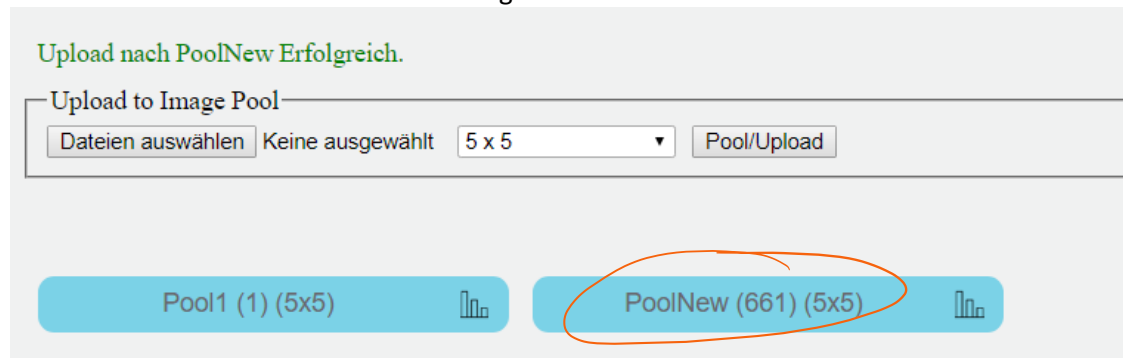 Upload nach PoolNew Erfolgreich.
Upload to Image Pool
Dateien auswählen Keine ausgewählt 5 x 5 Pool/Upload
Pool1 (1) (5x5) PoolNew (661) (5x5)